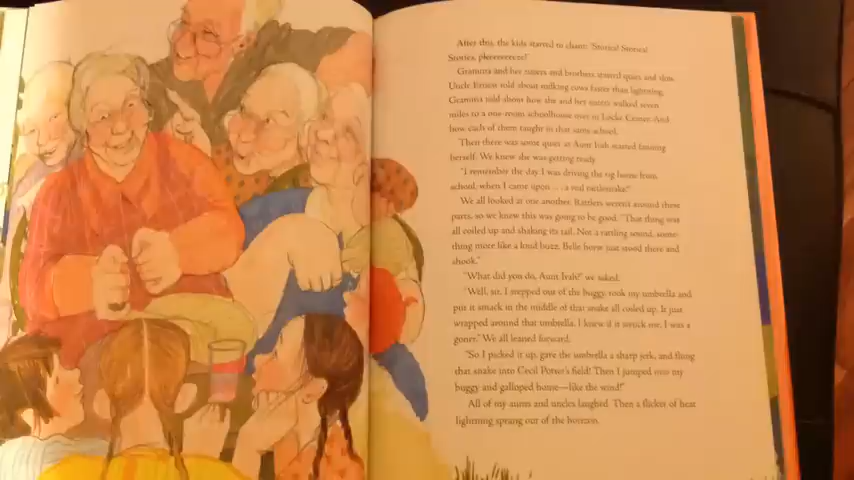 After this, the kids started to chant. "Stories! Stories!
Stories, pleeeeeeeze!"
Gramma and her sisters and brothers started quiet and slow.
Uncle Ernest told about milking cows faster than lightning.
Gramma told about how she and her sisters walked seven
miles to a one-room schoolhouse over in Locke Center. And
how each of them taught in that same school.
Then there was some quiet as Aunt Ivah started fanning
herself. We knew she was getting ready.
"I remember the day I was driving the rig home from
school, when I came upon . . . a real rattlesnake!"
We all looked at one another. Rattlers weren't around these
parts, so we knew this was going to be good. "That thing was
all coiled up and shaking its tail. Not a rattling sound, some-
thing more like a loud buzz. Belle horse just stood there and
shook."
"What did you do, Aunt Ivah?" we asked.
"Well, sir, I stepped out of the buggy, took my umbrella and
put it smack in the middle of that snake all coiled up. It just
wrapped around that umbrella. I knew if it struck me, I was a
goner." We all leaned forward.
"So I picked it up, gave the umbrella a sharp jerk, and flung
that snake into Cecil Potter's field! Then I jumped into my
buggy and galloped home—like the wind!"
All of my aunts and uncles laughed. Then a flicker of heat
lightning sprang out of the horizon.